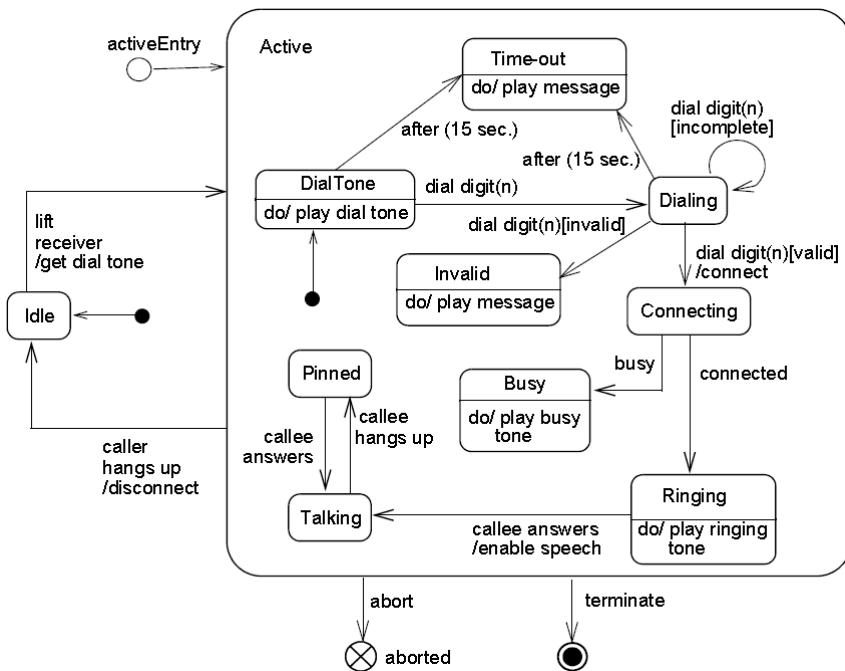 activeEntry
Active
Time-out
do/ play message
after (15 sec.)
after (15 sec.)
dial digit(n)
[incomplete]
DialTone
do/ play dial tone
dial digit(n)
Dialing
dial digit(n)[invalid]
dial digit(n)[valid]
/connect
Invalid
do/ play message
lift
receiver
/get dial tone
Idle
Connecting
busy
connected
Pinned
Busy
do/ play busy
tone
callee
answers
callee
hangs up
caller
hangs up
/disconnect
Talking
callee answers
/enable speech
Ringing
do/ play ringing
tone
abort
terminate
aborted